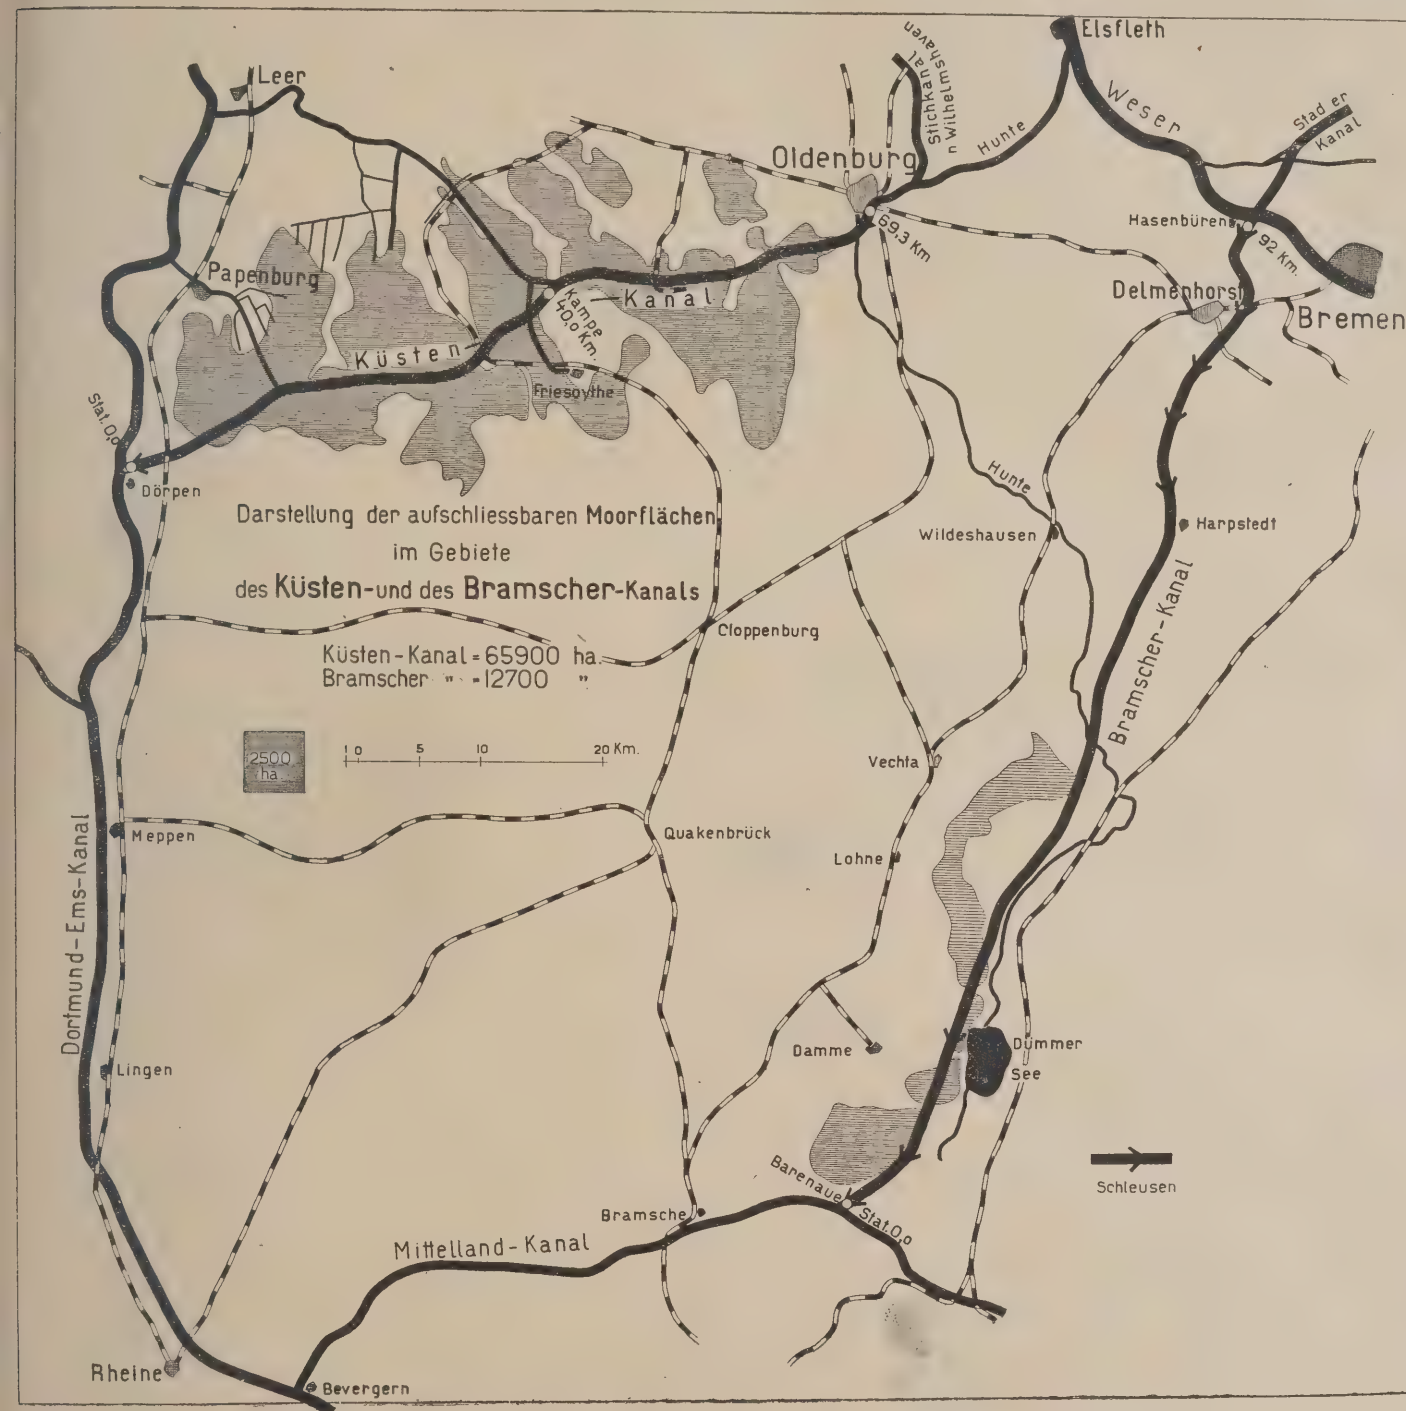 Elsfleth
Leer
Stichkanal
n Wilhelmshaven
Weser
Stad er
Kanal
Hunte
Oldenburg
Hasenbüren
69.3 Km
92 Km.
Papenburg
Kampe
40,0 Km.
Kanal
Delmenhorst
Bremen
Küsten
Friesoythe
Stat. 0,0
Dörpen
Hunte
Darstellung der aufschliessbaren Moorflächen
im Gebiete
des Küsten-und des Bramscher-Kanals
Wildeshausen
Harpstedt
Bramscher-Kanal
Cloppenburg
Küsten-Kanal = 65900 ha.
Bramscher " = 12700 "
2500
ha.
1 0 5 10 20 Km.
Vechta
Meppen
Quakenbrück
Lohne
Dortmund-Ems-Kanal
Damme
Dümmer
See
Lingen
Barenaue
Stat. 0,0
Schleusen
Bramsche
Mittelland-Kanal
Rheine
Bevergern